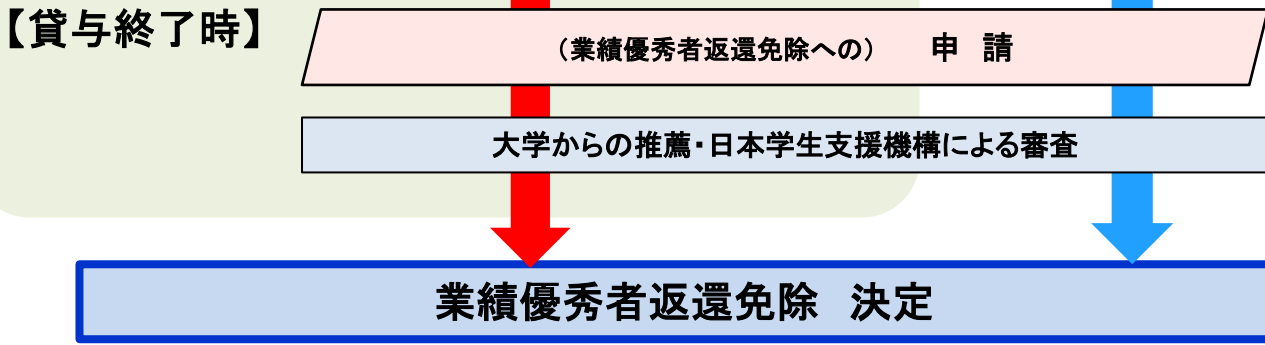 【貸与終了時】
（業績優秀者返還免除への）　申　請
大学からの推薦・日本学生支援機構による審査
業績優秀者返還免除　決定